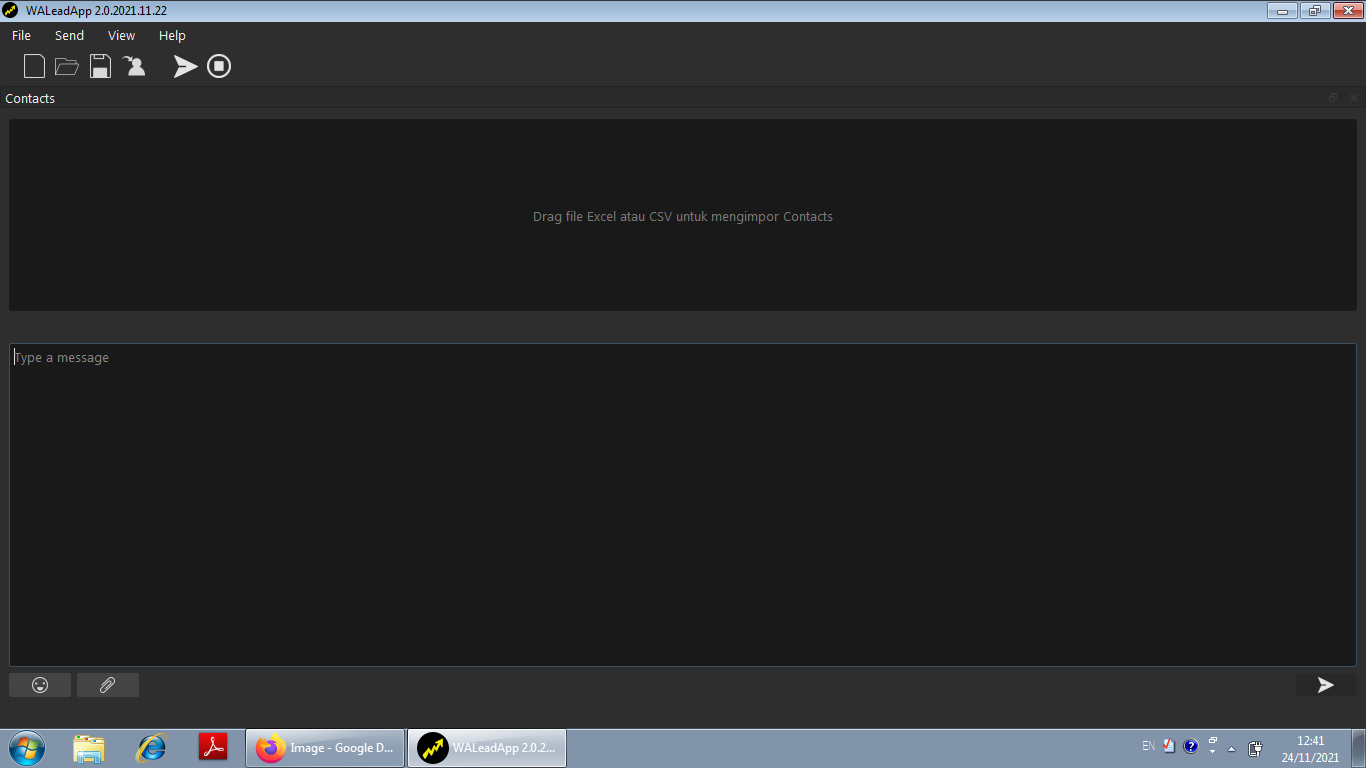 WALeadApp 2.0.2021.11.22
File Send View Help
Contacts
Drag file Excel atau CSV untuk mengimpor Contacts
Type a message
Image - Google D... WALeadApp 2.0.2... EN 12:41
24/11/2021